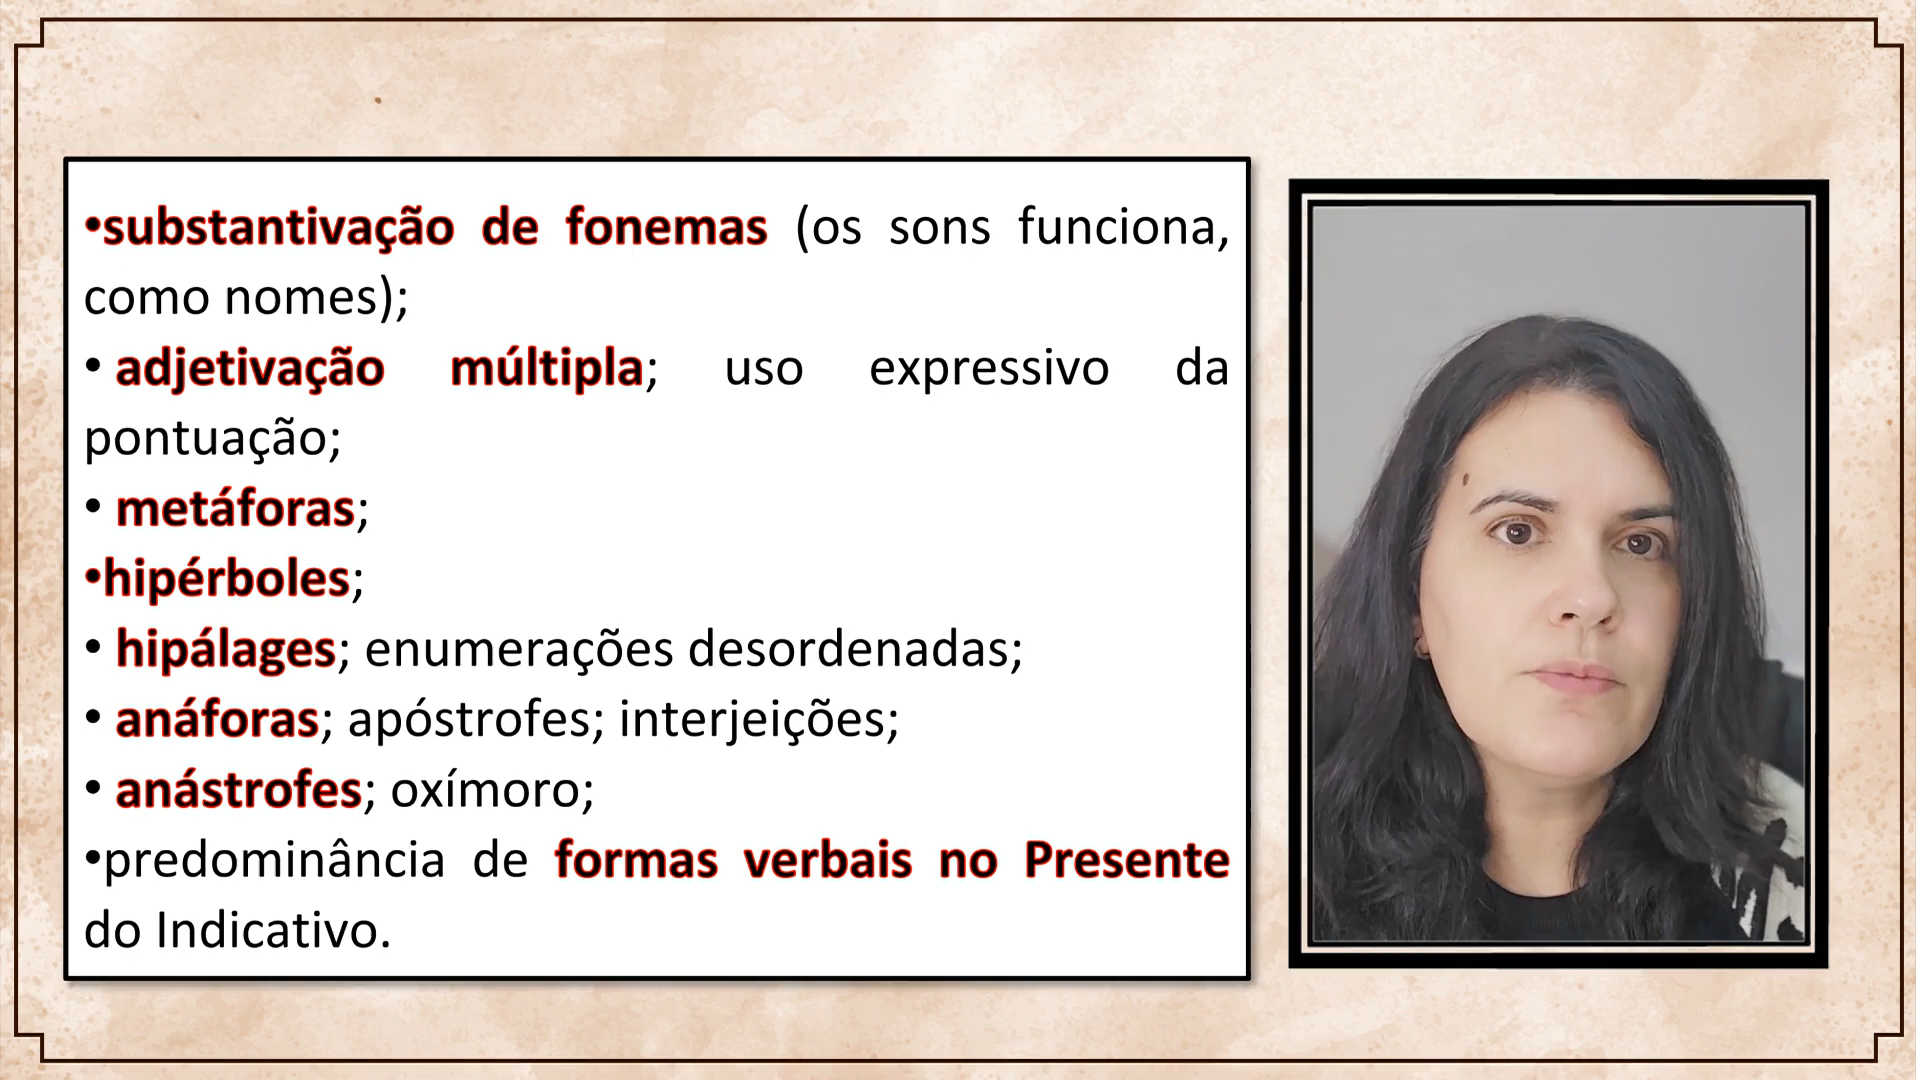 •substantivação de fonemas (os sons funciona,
como nomes);
• adjetivação múltipla; uso expressivo da
pontuação;
• metáforas;
•hipérboles;
• hipálages; enumerações desordenadas;
• anáforas; apóstrofes; interjeições;
• anástrofes; oxímoro;
•predominância de formas verbais no Presente
do Indicativo.